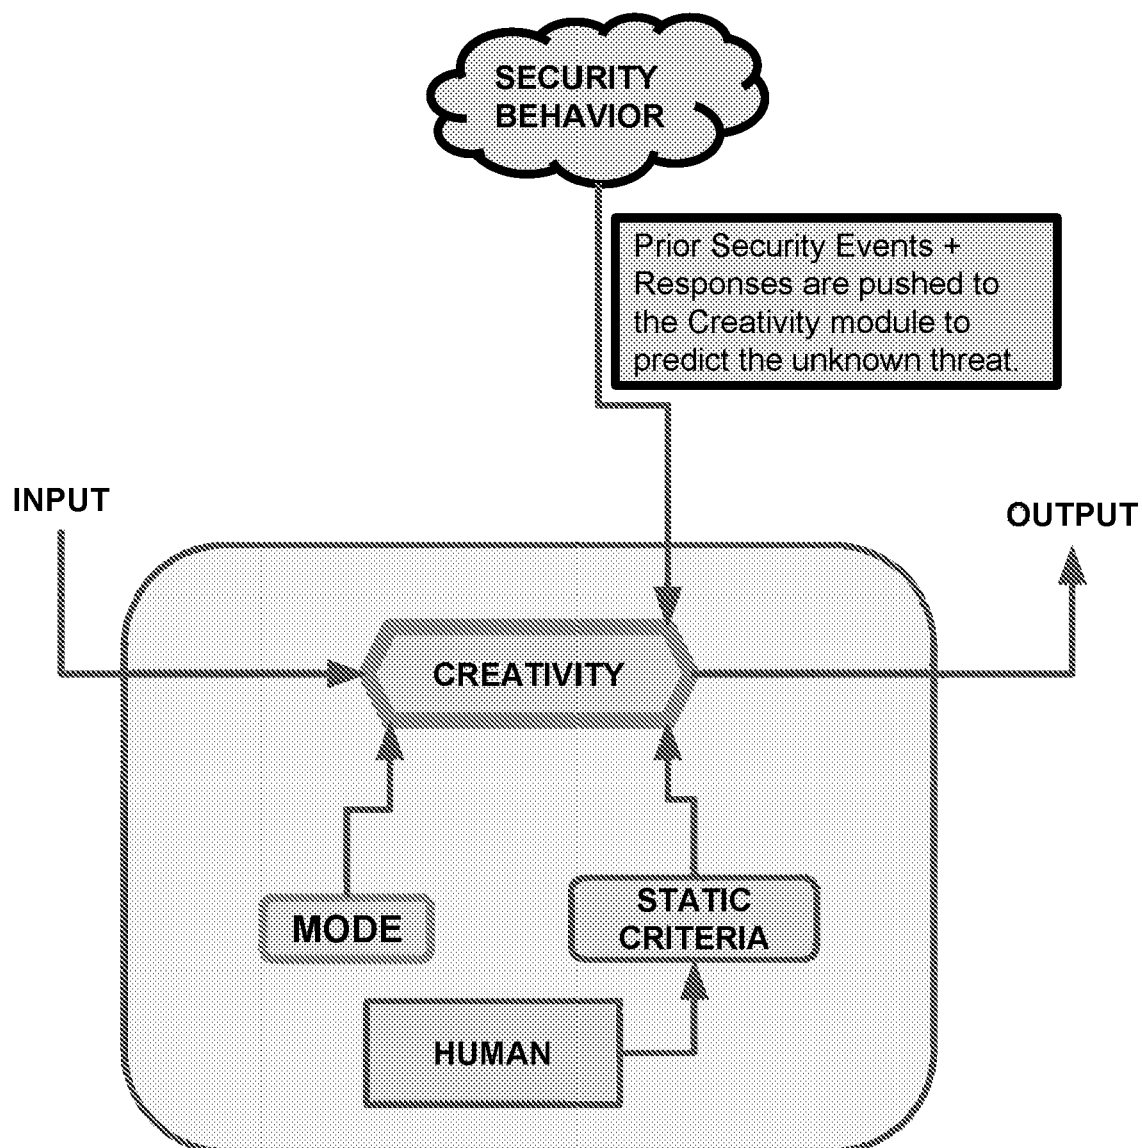 SECURITY
BEHAVIOR
Prior Security Events +
Responses are pushed to
the Creativity module to
predict the unknown threat.
INPUT
OUTPUT
CREATIVITY
MODE
STATIC
CRITERIA
HUMAN